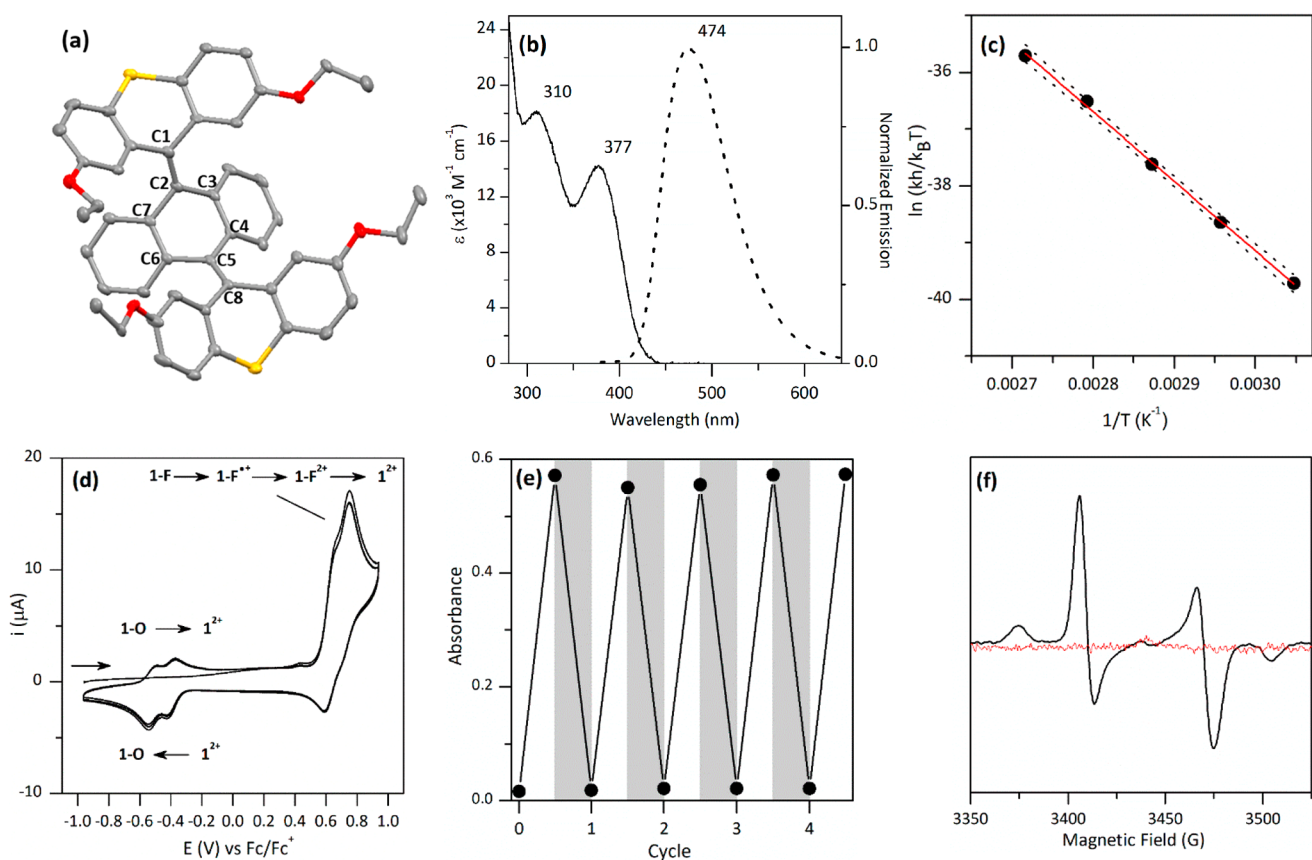 (a)
C1
C2
C3
C7
C4
C6
C5
C8
(b)
474
310
377
24
20
16
12
8
4
0
1.0
0.5
0.0
300 400 500 600
ε (x10³ M⁻¹ cm⁻¹)
Normalized Emission
Wavelength (nm)
(c)
-36
-38
-40
ln (kh/kBT)
0.0027 0.0028 0.0029 0.0030
1/T (K⁻¹)
(d)
1-F → 1-F•⁺ → 1-F²⁺ → 1²⁺
20
10
0
-10
i (µA)
1-O → 1²⁺
1-O ← 1²⁺
-1.0 -0.8 -0.6 -0.4 -0.2 0.0 0.2 0.4 0.6 0.8 1.0
E (V) vs Fc/Fc⁺
(e)
0.6
0.4
0.2
0.0
Absorbance
0 1 2 3 4
Cycle
(f)
3350 3400 3450 3500
Magnetic Field (G)